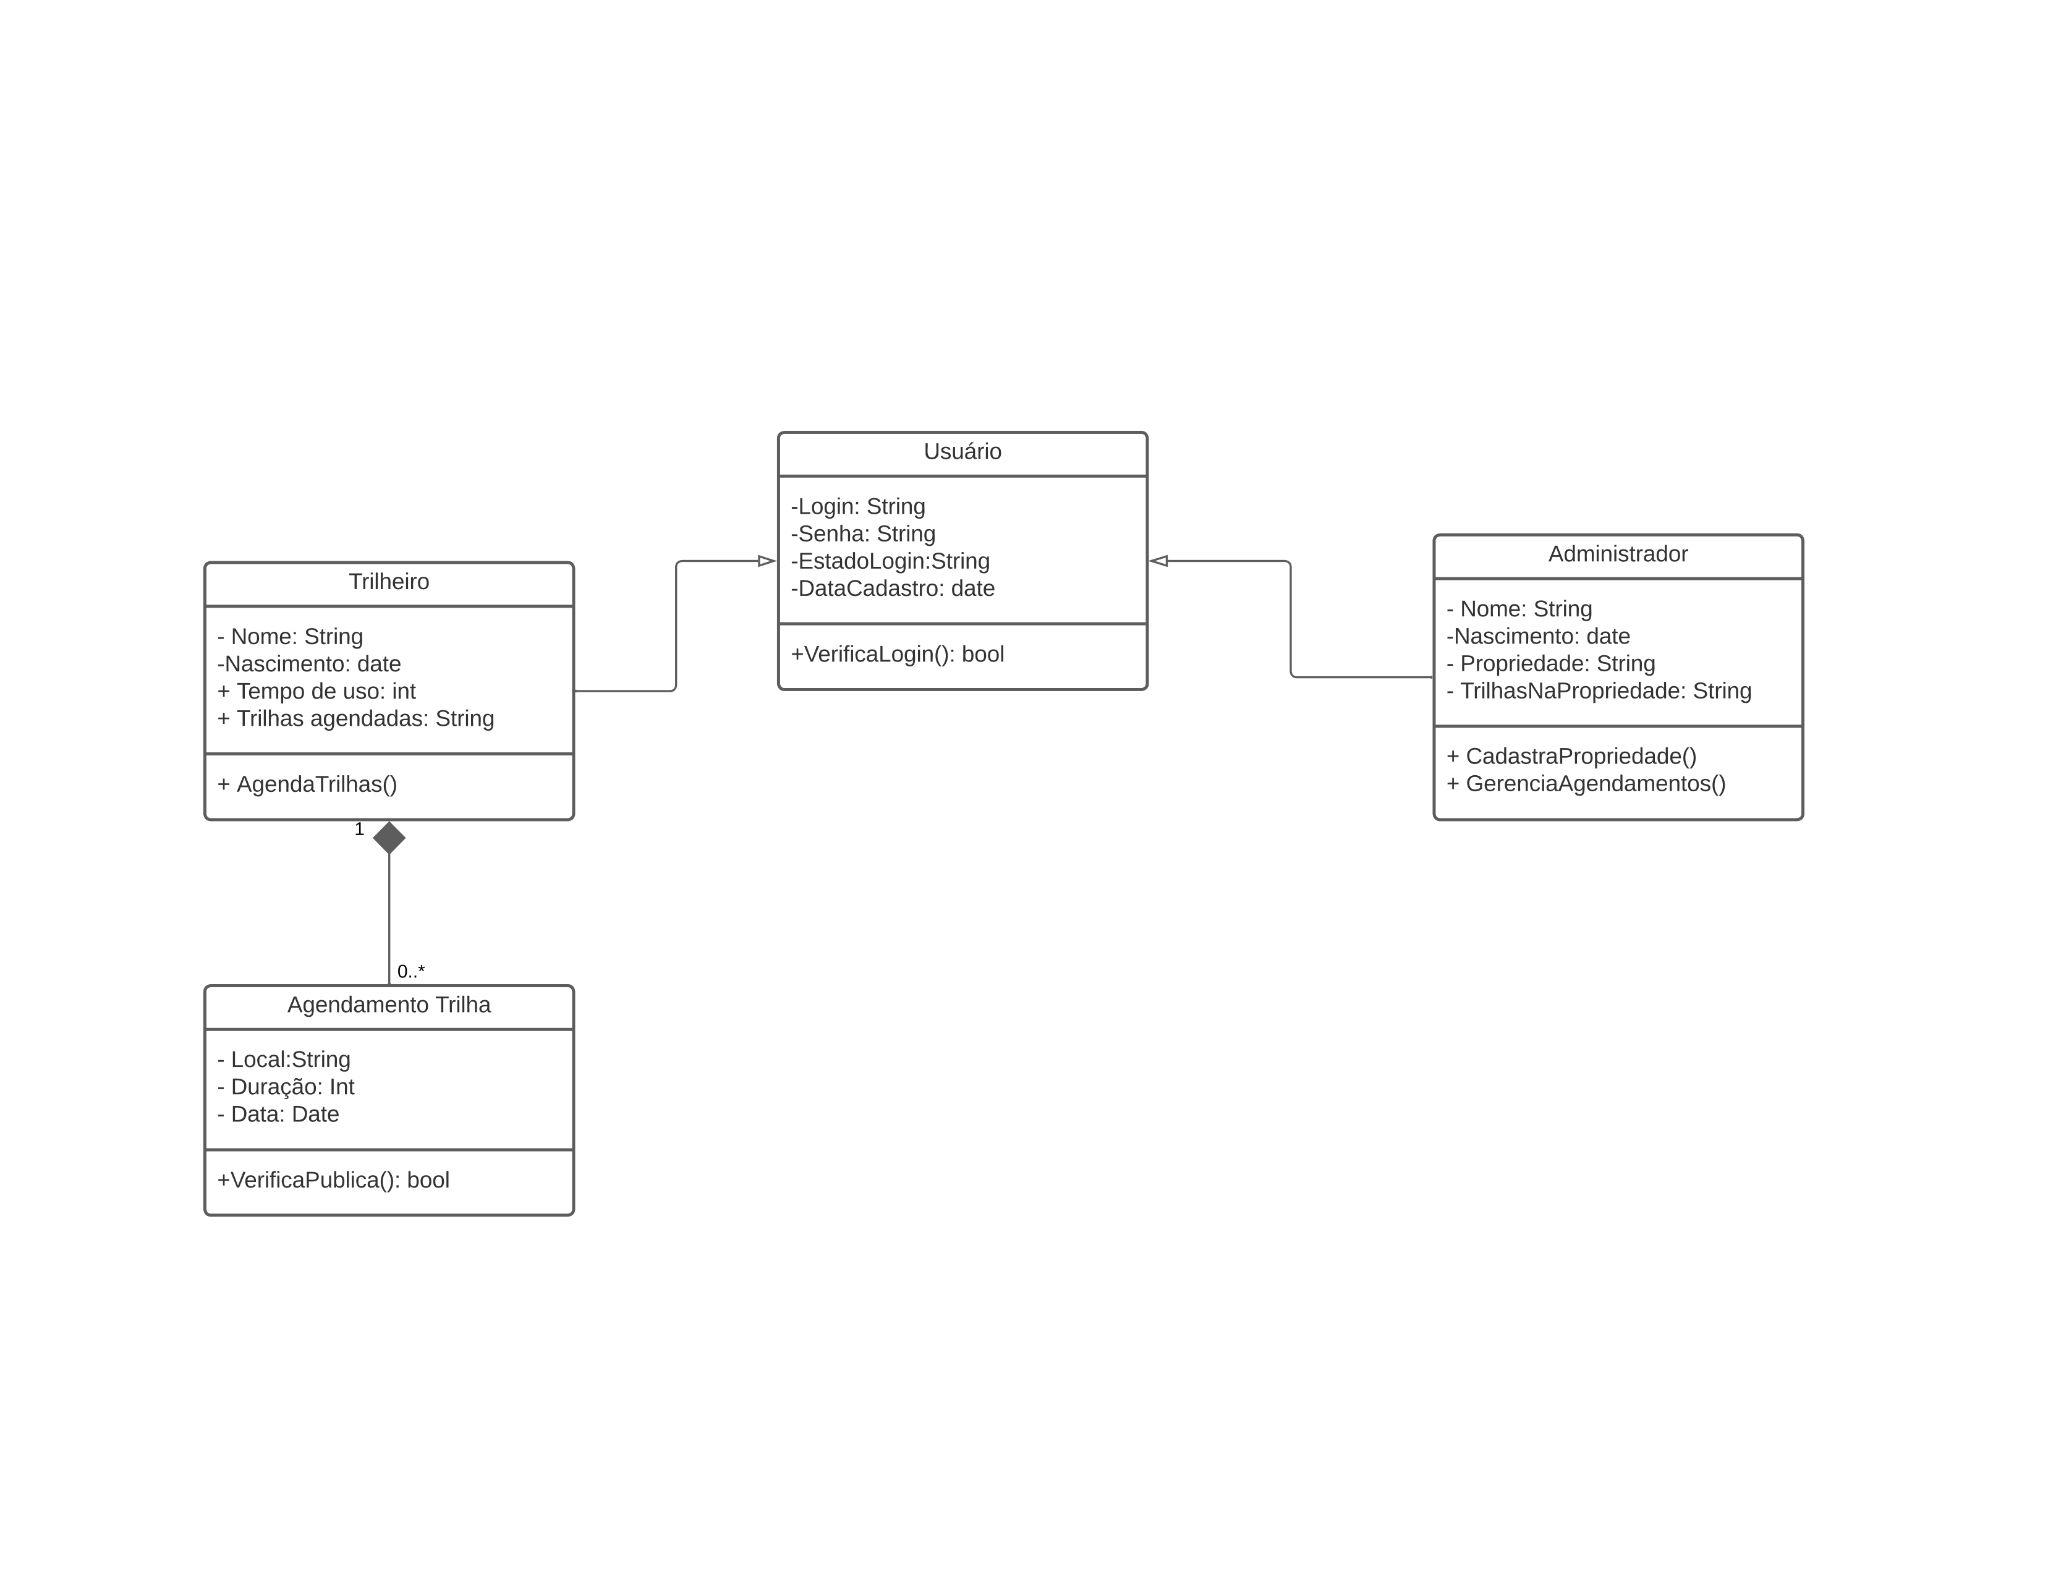 Usuário
-Login: String
-Senha: String
-EstadoLogin:String
-DataCadastro: date
+VerificaLogin(): bool
Trilheiro
- Nome: String
-Nascimento: date
+ Tempo de uso: int
+ Trilhas agendadas: String
+ AgendaTrilhas()
Administrador
- Nome: String
-Nascimento: date
- Propriedade: String
- TrilhasNaPropriedade: String
+ CadastraPropriedade()
+ GerenciaAgendamentos()
1
0..*
Agendamento Trilha
- Local:String
- Duração: Int
- Data: Date
+VerificaPublica(): bool